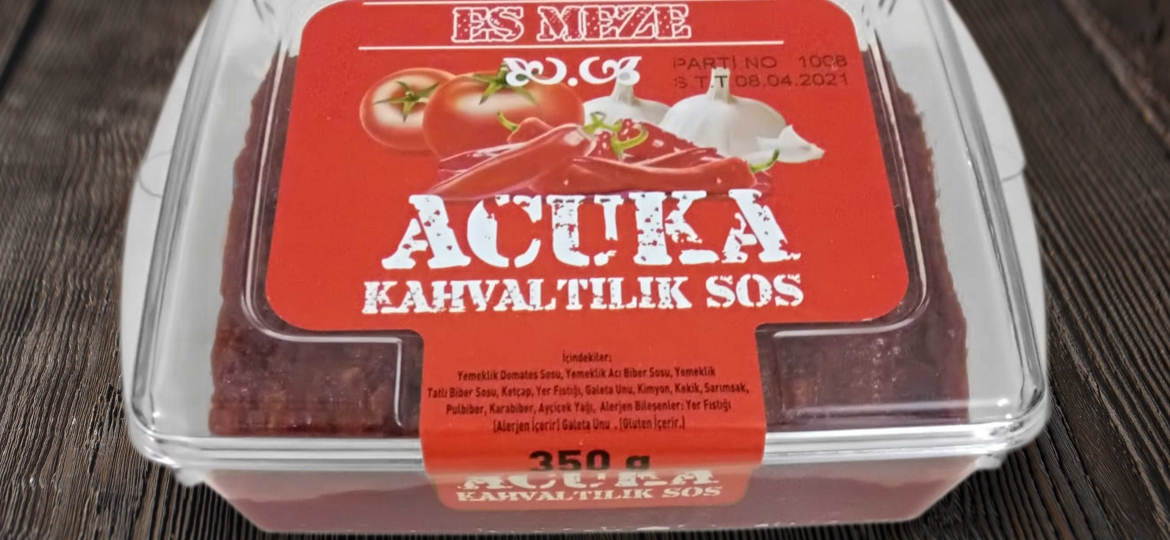 ES MEZE
PARTİ NO 1008
S.T.T 08.04.2021
ACUKA
KAHVALTILIK SOS
İçindekiler:
Yemeklik Domates Sosu, Yemeklik Acı Biber Sosu, Yemeklik
Tatlı Biber Sosu, Ketçap, Yer Fıstığı, Galeta Unu, Kimyon, Kekik, Sarımsak,
Pulbiber, Karabiber, Ayçicek Yağı, Alerjen Bileşenler: Yer Fıstığı
(Alerjen İçerir) Galeta Unu . (Gluten İçerir.)
350 g
ACUKA
KAHVALTILIK SOS